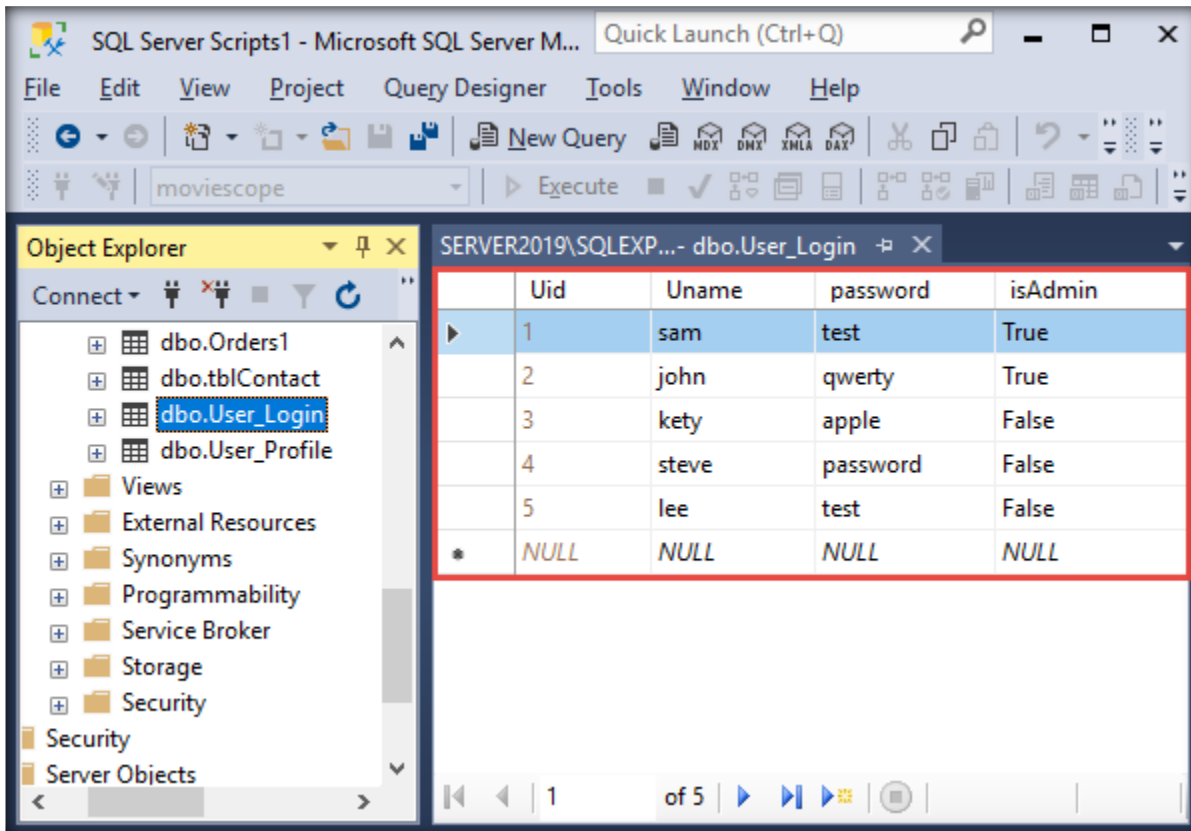 SQL Server Scripts1 - Microsoft SQL Server M...
Quick Launch (Ctrl+Q)
File Edit View Project Query Designer Tools Window Help
New Query MDX DMX XMLA DAX
moviescope Execute
Object Explorer
Connect
dbo.Orders1
dbo.tblContact
dbo.User_Login
dbo.User_Profile
Views
External Resources
Synonyms
Programmability
Service Broker
Storage
Security
Security
Server Objects
SERVER2019\SQLEXP...- dbo.User_Login
Uid Uname password isAdmin
1 sam test True
2 john qwerty True
3 kety apple False
4 steve password False
5 lee test False
NULL NULL NULL NULL
1 of 5